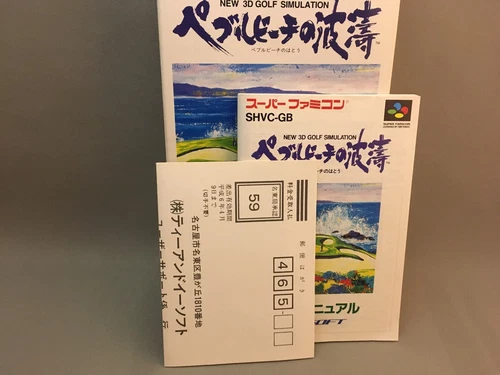 NEW 3D GOLF SIMULATION
ペブルビーチの波濤
ペブルビーチのはとう
スーパーファミコン
SHVC-GB
NEW 3D GOLF SIMULATION
ペブルビーチの波濤
ペブルビーチのはとう
ニュアル
SOFT
料金受取人払
名東局承認
59
差出有効期間
平成6年4月
9日まで
(切手不要)
郵便はがき
465
名古屋市名東区豊が丘1810番地
(株)ティーアンドイーソフト